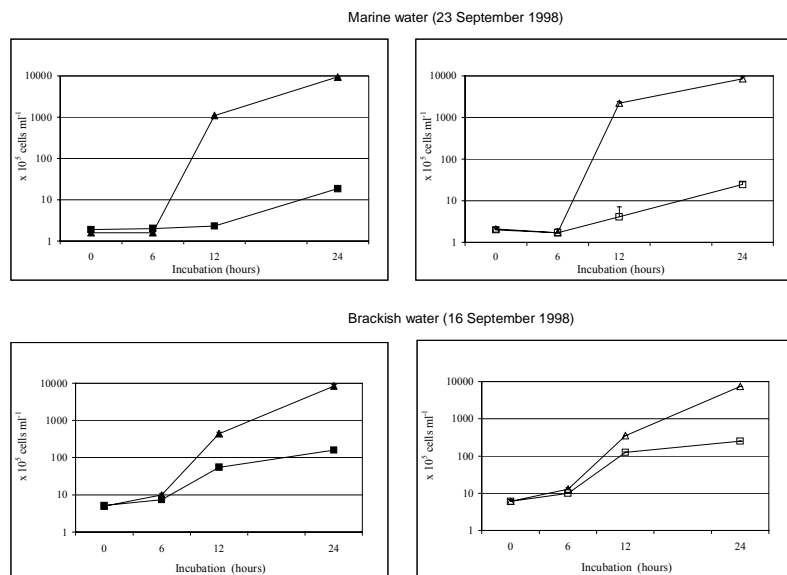 Marine water (23 September 1998)
10000
1000
100
10
1
x 10⁵ cells ml⁻¹
0 6 12 24
Incubation (hours)
10000
1000
100
10
1
x 10⁵ cells ml⁻¹
0 6 12 24
Incubation (hours)
Brackish water (16 September 1998)
10000
1000
100
10
1
x 10⁵ cells ml⁻¹
0 6 12 24
Incubation (hours)
10000
1000
100
10
1
x 10⁵ cells ml⁻¹
0 6 12 24
Incubation (hours)